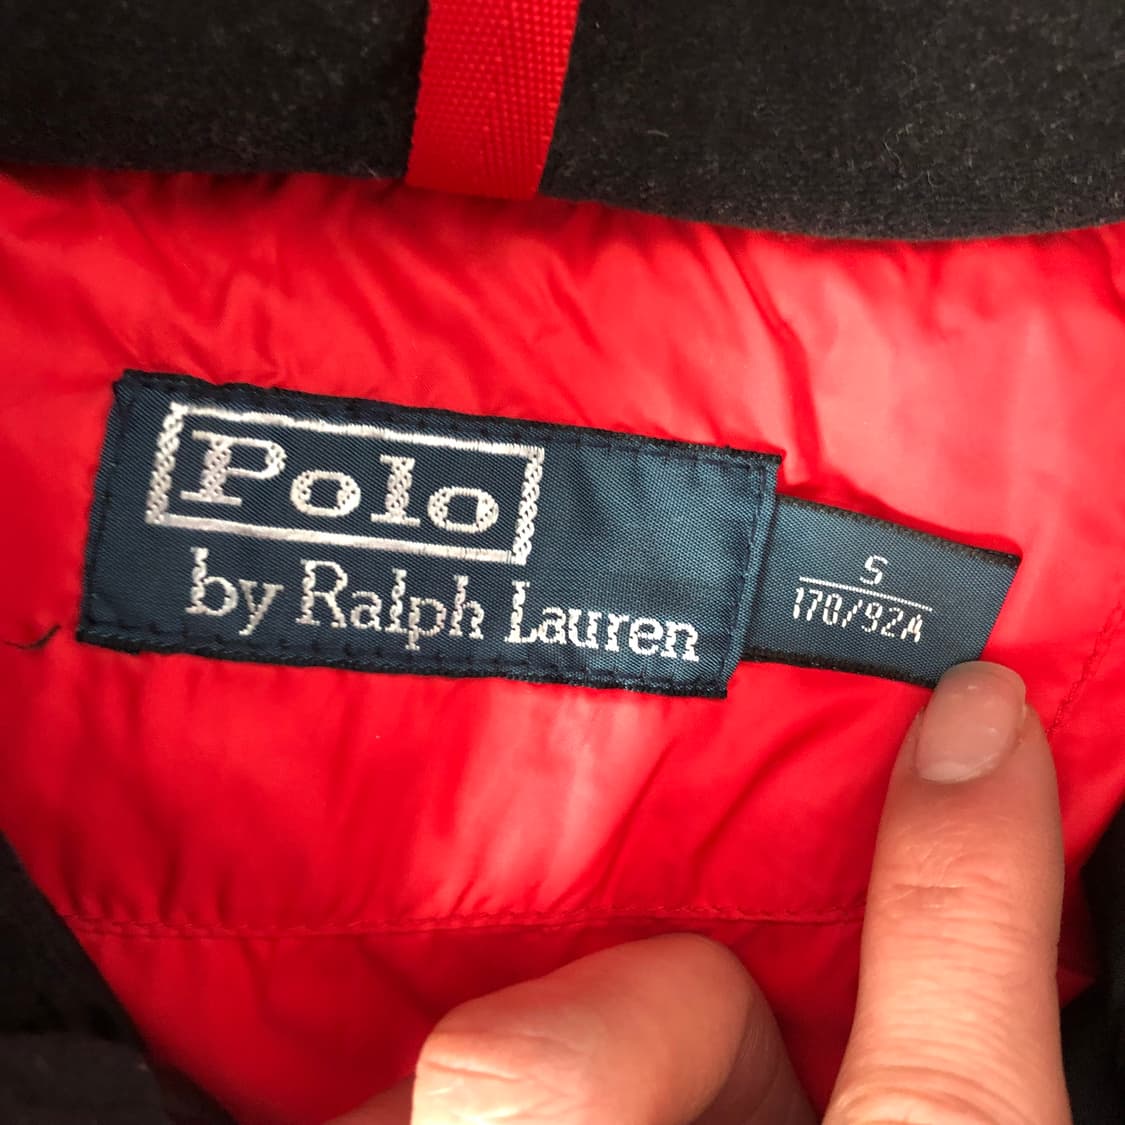 Polo
by Ralph Lauren
S
170/92A